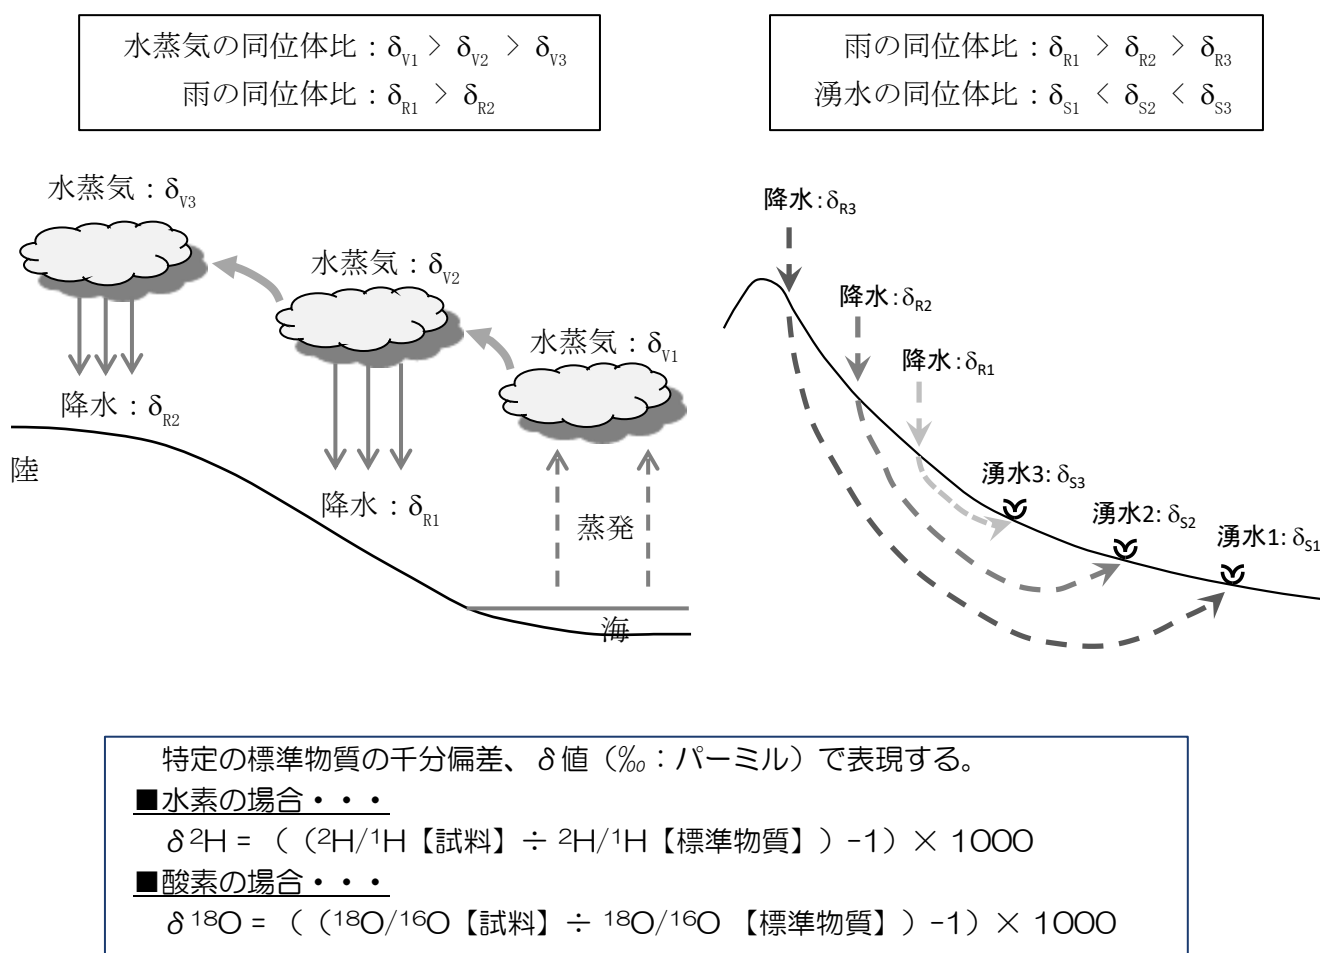 水蒸気の同位体比：δV1 > δV2 > δV3
雨の同位体比：δR1 > δR2
雨の同位体比：δR1 > δR2 > δR3
湧水の同位体比：δS1 < δS2 < δS3
水蒸気：δV3
水蒸気：δV2
水蒸気：δV1
降水：δR2
陸
降水：δR1
蒸発
海
降水:δR3
降水:δR2
降水:δR1
湧水3: δS3
湧水2: δS2
湧水1: δS1
特定の標準物質の千分偏差、δ値（‰：パーミル）で表現する。
■水素の場合・・・
δ2H = （（2H/1H【試料】÷ 2H/1H【標準物質】）-1）× 1000
■酸素の場合・・・
δ18O = （（18O/16O【試料】÷ 18O/16O 【標準物質】）-1）× 1000